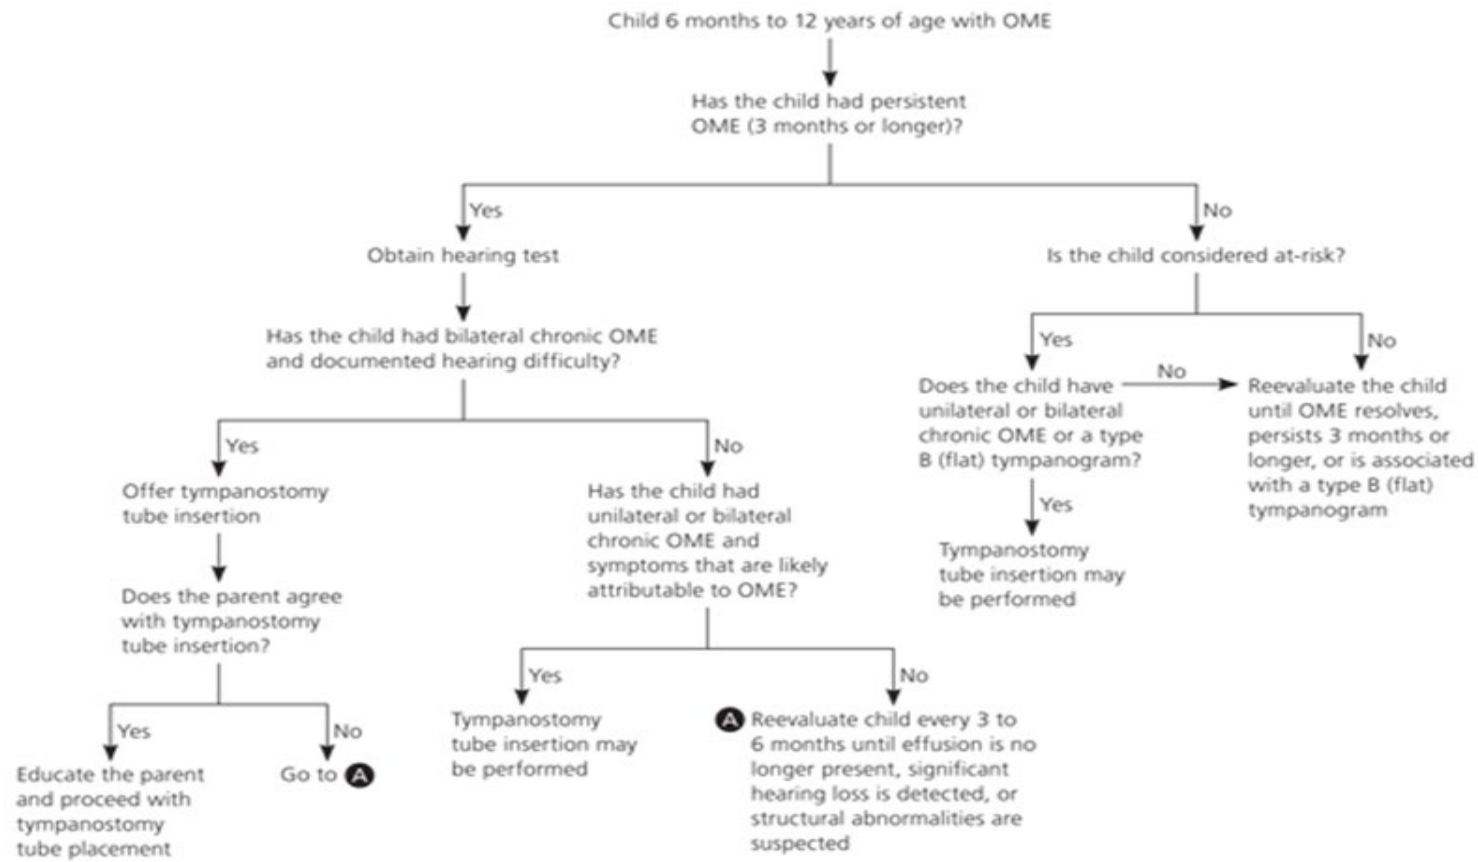 Child 6 months to 12 years of age with OME
Has the child had persistent
OME (3 months or longer)?
Yes
No
Obtain hearing test
Is the child considered at-risk?
Has the child had bilateral chronic OME
and documented hearing difficulty?
Yes
No
Yes
No
Does the child have
unilateral or bilateral
chronic OME or a type
B (flat) tympanogram?
No
Reevaluate the child
until OME resolves,
persists 3 months or
longer, or is associated
with a type B (flat)
tympanogram
Yes
Tympanostomy
tube insertion may
be performed
Offer tympanostomy
tube insertion
Has the child had
unilateral or bilateral
chronic OME and
symptoms that are likely
attributable to OME?
Does the parent agree
with tympanostomy
tube insertion?
Yes
No
Yes
No
Educate the parent
and proceed with
tympanostomy
tube placement
Go to A
Tympanostomy
tube insertion may
be performed
A Reevaluate child every 3 to
6 months until effusion is no
longer present, significant
hearing loss is detected, or
structural abnormalities are
suspected